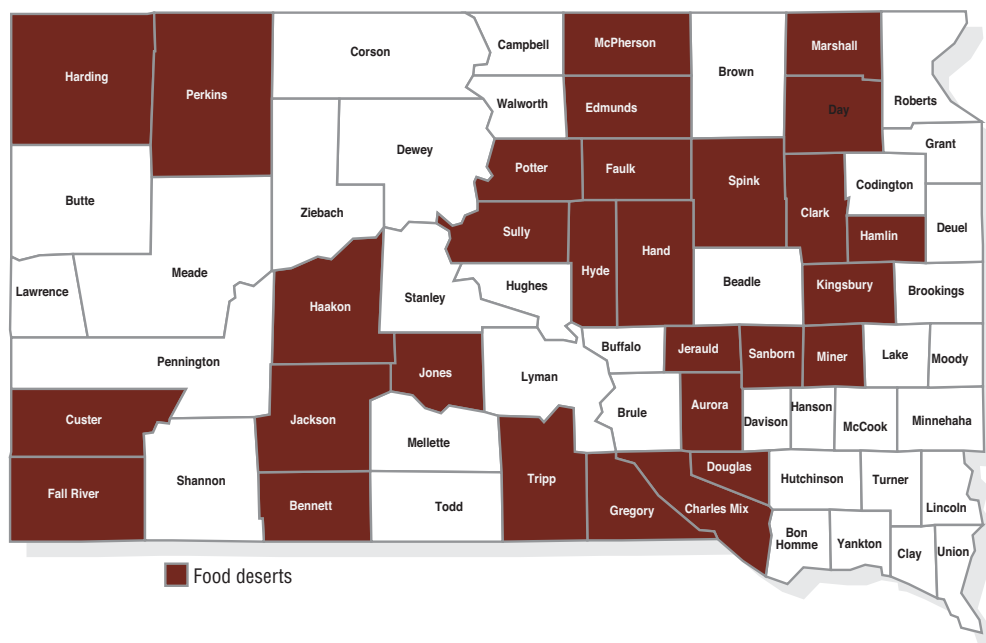 Harding
Perkins
Corson
Campbell
McPherson
Brown
Marshall
Roberts
Walworth
Edmunds
Day
Grant
Butte
Dewey
Ziebach
Potter
Faulk
Spink
Clark
Codington
Deuel
Hamlin
Meade
Lawrence
Sully
Hyde
Hand
Haakon
Stanley
Hughes
Beadle
Kingsbury
Brookings
Pennington
Jones
Lyman
Buffalo
Jerauld
Sanborn
Miner
Lake
Moody
Custer
Jackson
Mellette
Brule
Aurora
Davison
Hanson
McCook
Minnehaha
Fall River
Shannon
Bennett
Todd
Tripp
Gregory
Douglas
Charles Mix
Hutchinson
Turner
Lincoln
Bon
Homme
Yankton
Clay
Union
Food deserts